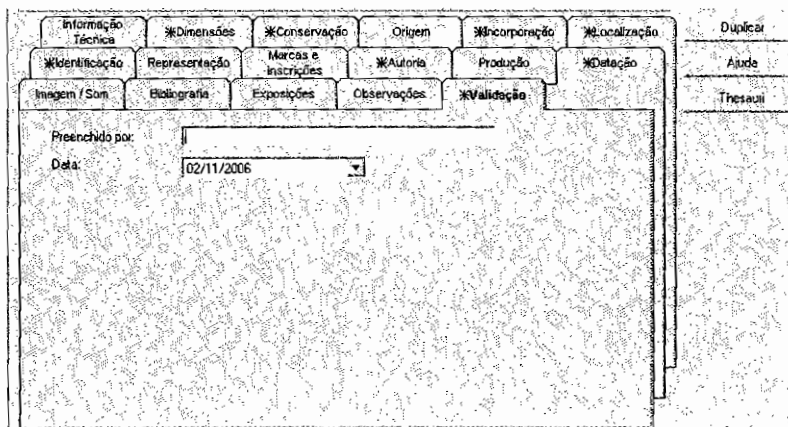 Informação Técnica
✻Dimensões
✻Conservação
Origem
✻Incorporação
✻Localização
Duplicar
✻Identificação
Representação
Marcas e Inscrições
✻Autoria
Produção
✻Datação
Ajuda
Imagem / Som
Bibliografia
Exposições
Observações
✻Validação
Thesauri
Preenchido por:
Data:
02/11/2006